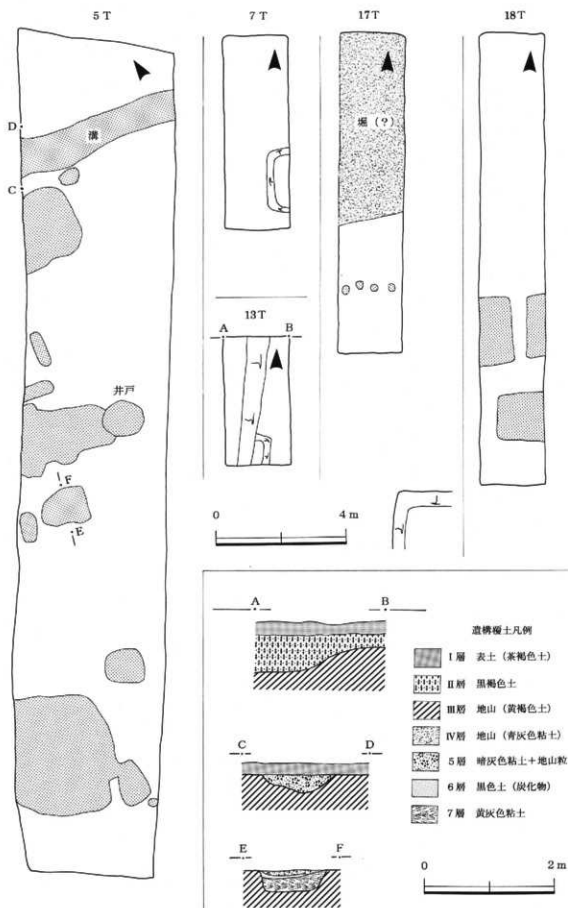 5 T
7 T
17T
18T
D
溝
C
堀 (?)
13T
A B
井戸
F
E
0 4 m
A B
遺構覆土凡例
I層 表土 (茶褐色土)
II層 黒褐色土
III層 地山 (黄褐色土)
IV層 地山 (青灰色粘土)
5層 暗灰色粘土+地山粒
6層 黒色土 (炭化物)
7層 黄灰色粘土
C D
E F
0 2 m